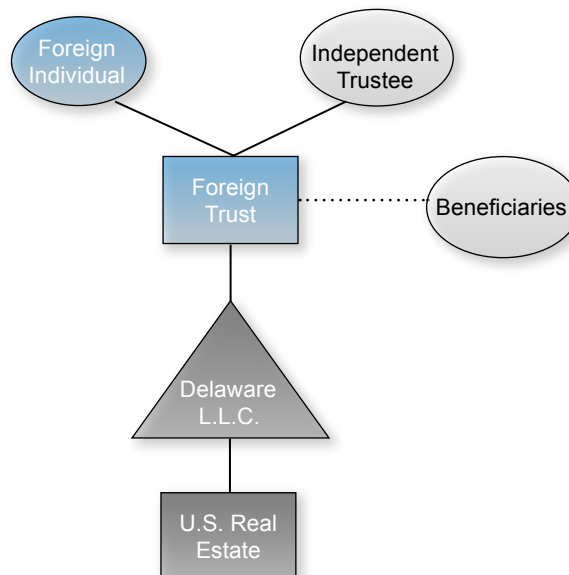 Foreign
Individual
Independent
Trustee
Foreign
Trust
Beneficiaries
Delaware
L.L.C.
U.S. Real
Estate